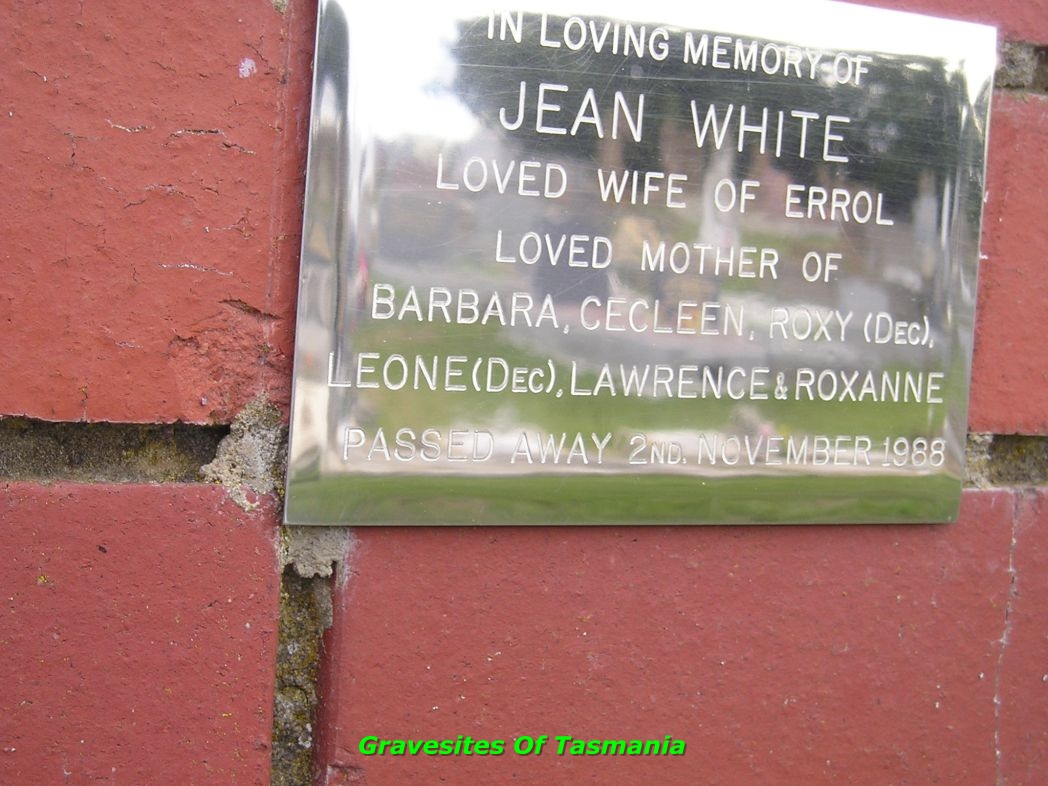 IN LOVING MEMORY OF
JEAN WHITE
LOVED WIFE OF ERROL
LOVED MOTHER OF
BARBARA, CECLEEN, ROXY (DEC),
LEONE (DEC), LAWRENCE & ROXANNE
PASSED AWAY 2ND. NOVEMBER 1988
Gravesites Of Tasmania